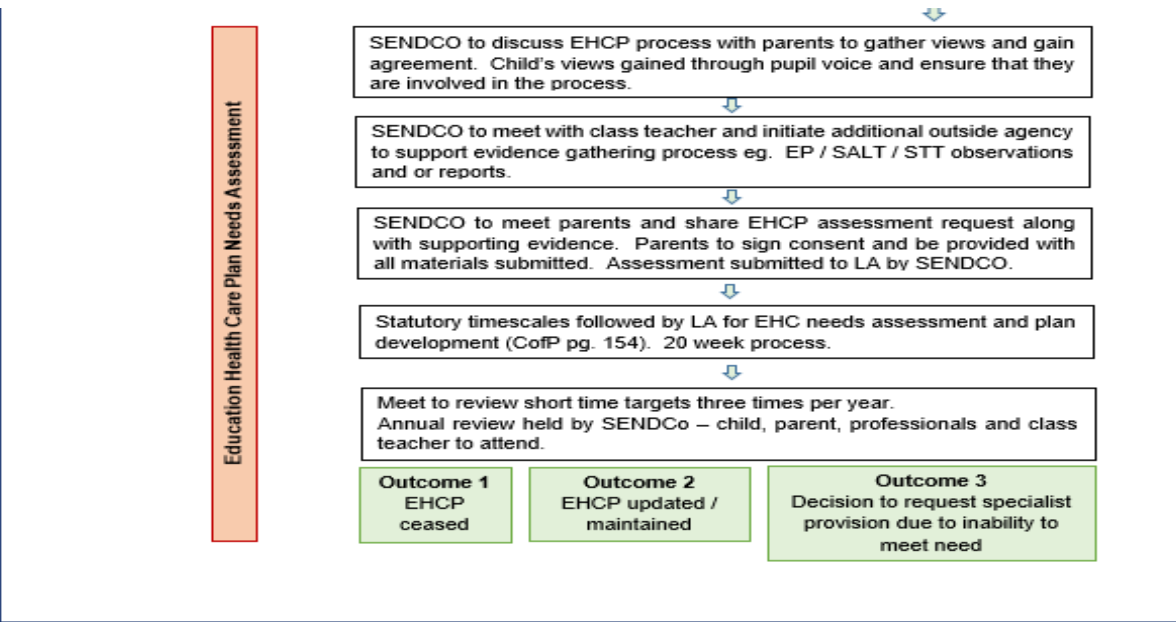 Education Health Care Plan Needs Assessment
SENDCO to discuss EHCP process with parents to gather views and gain
agreement. Child's views gained through pupil voice and ensure that they
are involved in the process.
SENDCO to meet with class teacher and initiate additional outside agency
to support evidence gathering process eg. EP / SALT / STT observations
and or reports.
SENDCO to meet parents and share EHCP assessment request along
with supporting evidence. Parents to sign consent and be provided with
all materials submitted. Assessment submitted to LA by SENDCO.
Statutory timescales followed by LA for EHC needs assessment and plan
development (CofP pg. 154). 20 week process.
Meet to review short time targets three times per year.
Annual review held by SENDCo – child, parent, professionals and class
teacher to attend.
Outcome 1
EHCP
ceased
Outcome 2
EHCP updated /
maintained
Outcome 3
Decision to request specialist
provision due to inability to
meet need